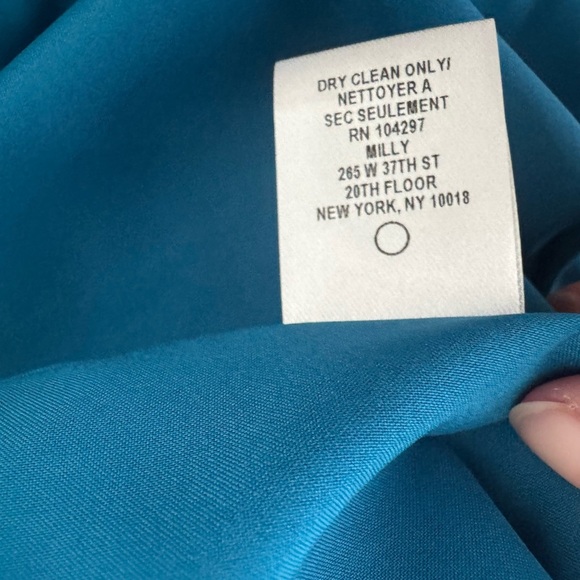 DRY CLEAN ONLY/
NETTOYER A
SEC SEULEMENT
RN 104297
MILLY
265 W 37TH ST
20TH FLOOR
NEW YORK, NY 10018